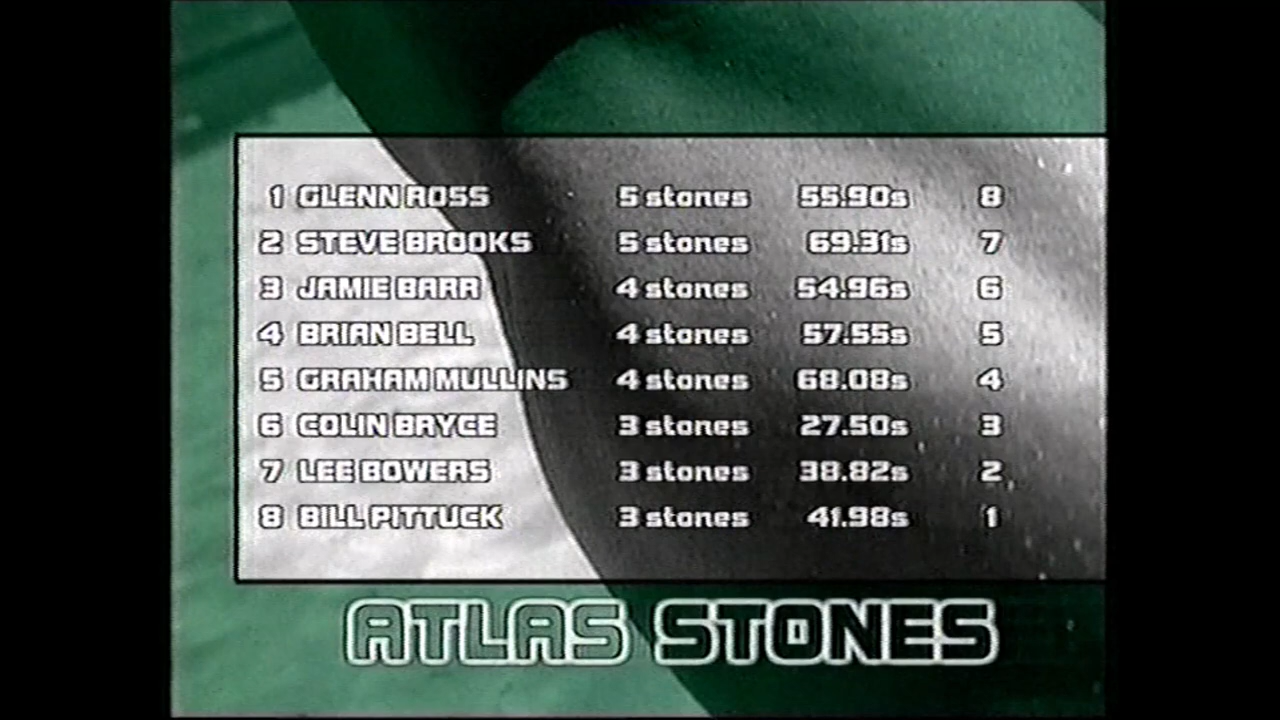 1 GLENN ROSS 5 stones 55.90s 8
2 STEVE BROOKS 5 stones 69.31s 7
3 JAMIE BARR 4 stones 54.96s 6
4 BRIAN BELL 4 stones 57.55s 5
5 GRAHAM MULLINS 4 stones 68.08s 4
6 COLIN BRYCE 3 stones 27.50s 3
7 LEE BOWERS 3 stones 38.82s 2
8 BILL PITTUCK 3 stones 41.98s 1
ATLAS STONES